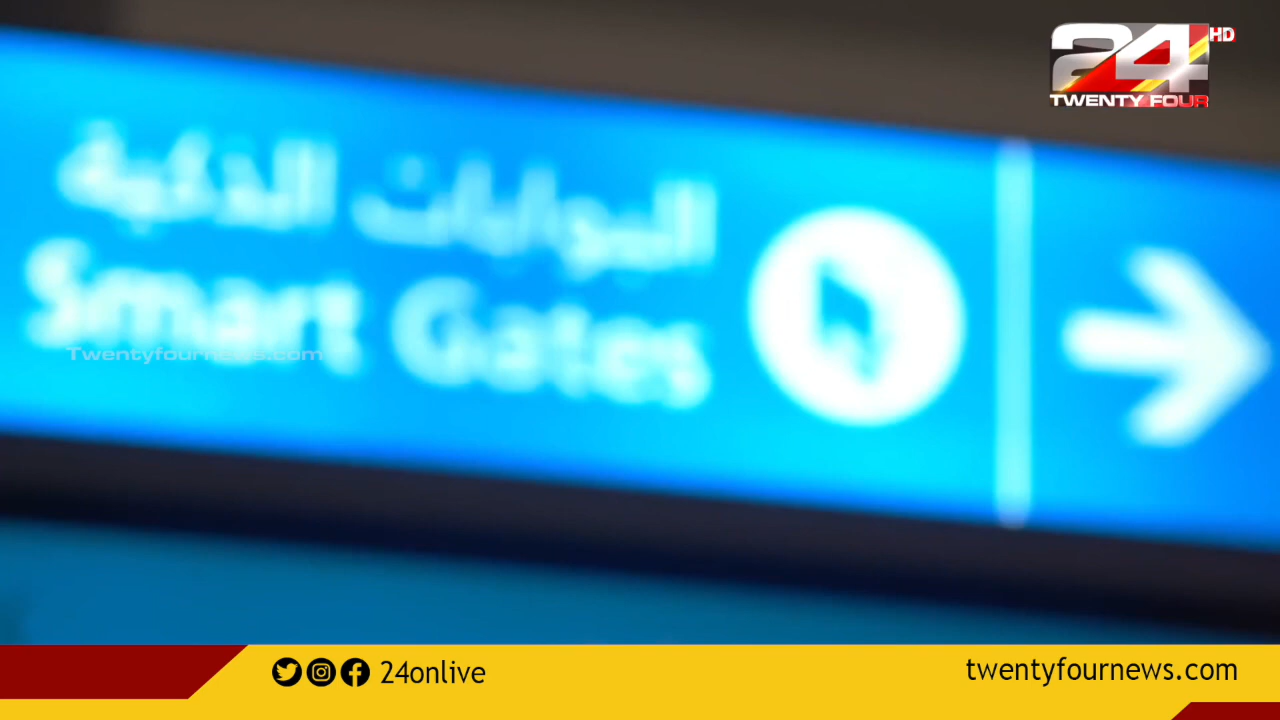 24 HD
TWENTY FOUR
البوابات الذكية
Smart Gates
Twentyfournews.com
24onlive
twentyfournews.com